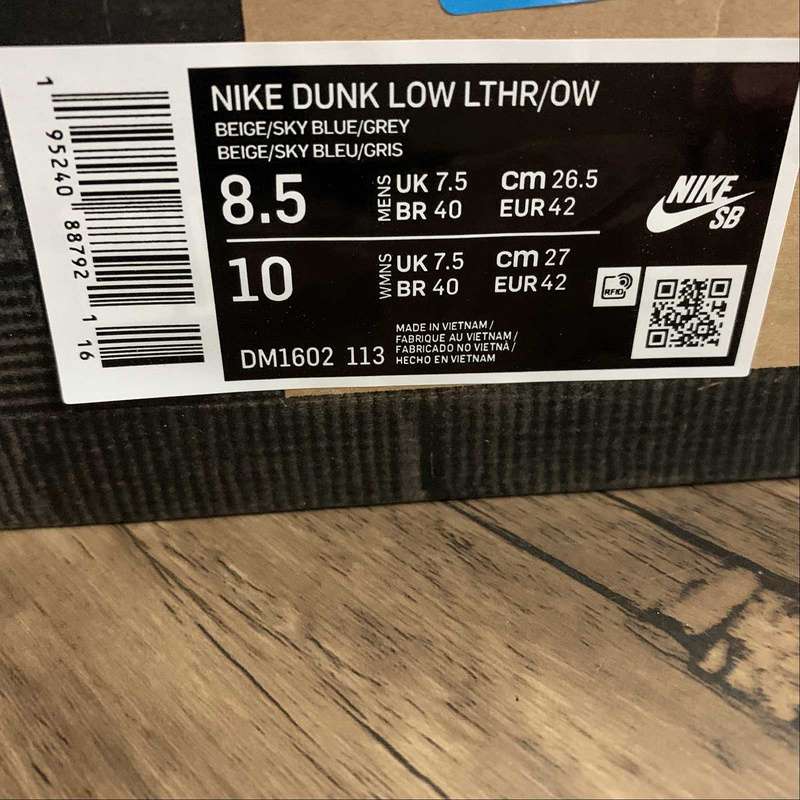 NIKE DUNK LOW LTHR/OW
BEIGE/SKY BLUE/GREY
BEIGE/SKY BLEU/GRIS
8.5 MENS UK 7.5 cm 26.5
BR 40 EUR 42
10 WMNS UK 7.5 cm 27
BR 40 EUR 42
NIKE
SB
RFID
DM1602 113
MADE IN VIETNAM /
FABRIQUE AU VIETNAM /
FABRICADO NO VIETNÃ /
HECHO EN VIETNAM
1 95240 88792 1 16